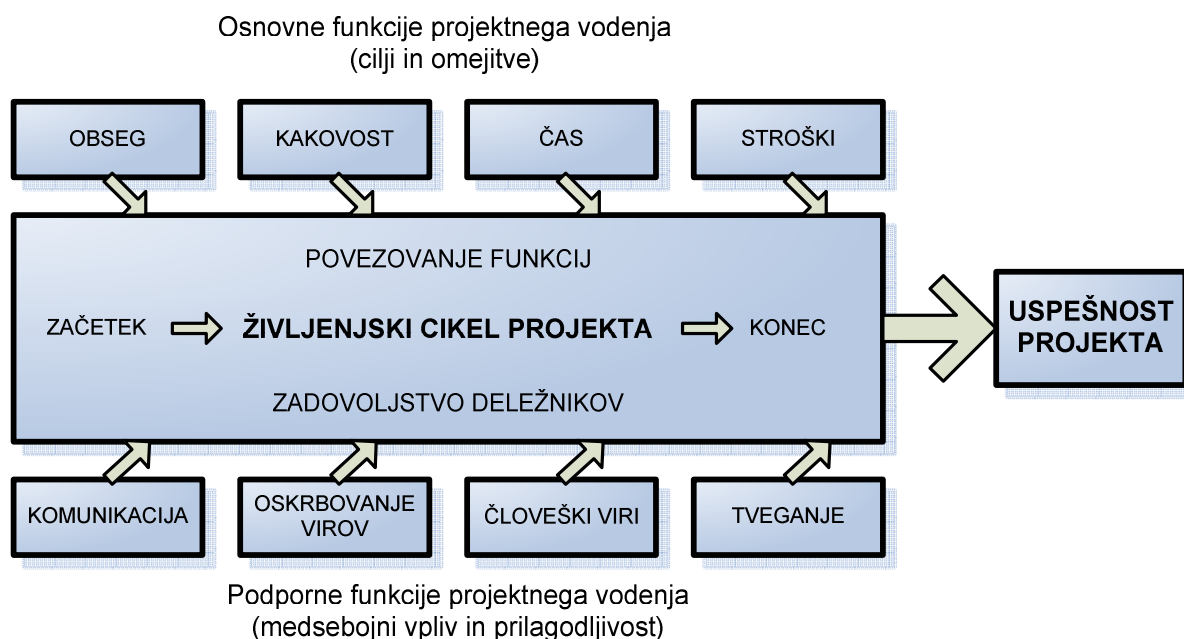 Osnovne funkcije projektnega vodenja
(cilji in omejitve)
OBSEG
KAKOVOST
ČAS
STROŠKI
POVEZOVANJE FUNKCIJ
ZAČETEK
ŽIVLJENJSKI CIKEL PROJEKTA
KONEC
ZADOVOLJSTVO DELEŽNIKOV
USPEŠNOST
PROJEKTA
KOMUNIKACIJA
OSKRBOVANJE
VIROV
ČLOVEŠKI VIRI
TVEGANJE
Podporne funkcije projektnega vodenja
(medsebojni vpliv in prilagodljivost)